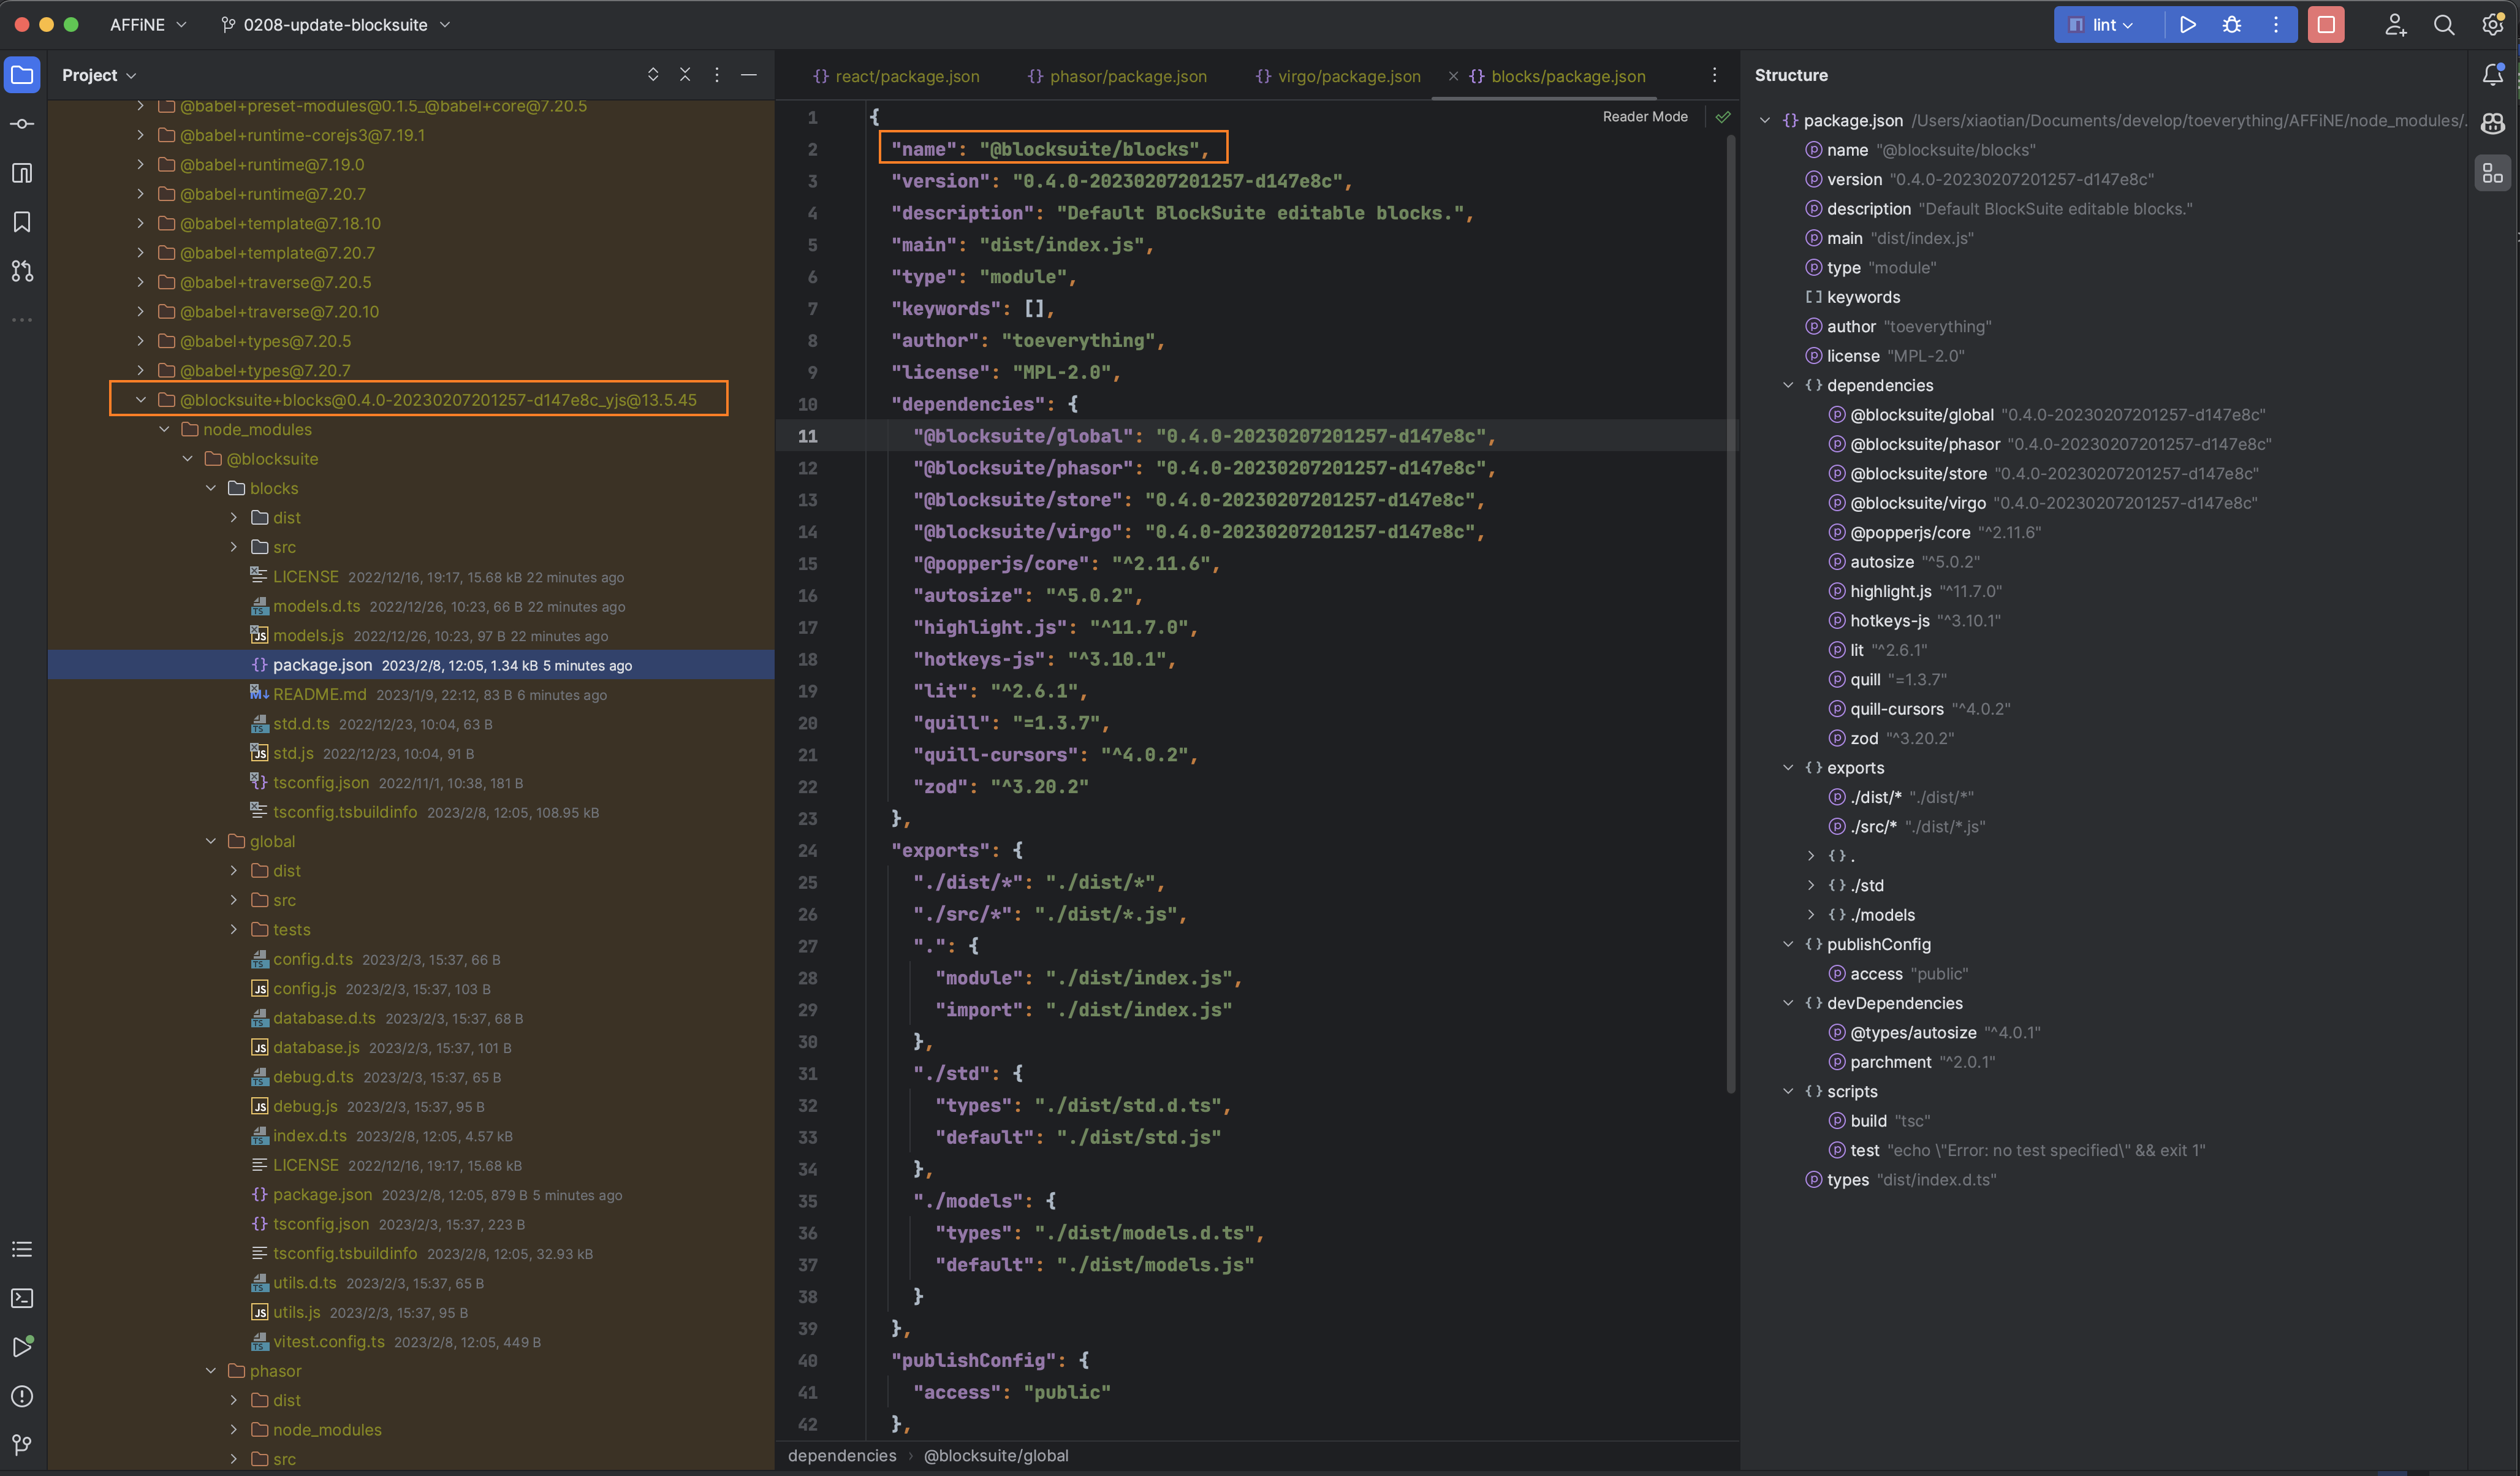 AFFiNE
0208-update-blocksuite
lint
Project
@babel+preset-modules@0.1.5_@babel+core@7.20.5
@babel+runtime-corejs3@7.19.1
@babel+runtime@7.19.0
@babel+runtime@7.20.7
@babel+template@7.18.10
@babel+template@7.20.7
@babel+traverse@7.20.5
@babel+traverse@7.20.10
@babel+types@7.20.5
@babel+types@7.20.7
@blocksuite+blocks@0.4.0-20230207201257-d147e8c_yjs@13.5.45
node_modules
@blocksuite
blocks
dist
src
LICENSE 2022/12/16, 19:17, 15.68 kB 22 minutes ago
models.d.ts 2022/12/26, 10:23, 66 B 22 minutes ago
models.js 2022/12/26, 10:23, 97 B 22 minutes ago
package.json 2023/2/8, 12:05, 1.34 kB 5 minutes ago
README.md 2023/1/9, 22:12, 83 B 6 minutes ago
std.d.ts 2022/12/23, 10:04, 63 B
std.js 2022/12/23, 10:04, 91 B
tsconfig.json 2022/11/1, 10:38, 181 B
tsconfig.tsbuildinfo 2023/2/8, 12:05, 108.95 kB
global
dist
src
tests
config.d.ts 2023/2/3, 15:37, 66 B
config.js 2023/2/3, 15:37, 103 B
database.d.ts 2023/2/3, 15:37, 68 B
database.js 2023/2/3, 15:37, 101 B
debug.d.ts 2023/2/3, 15:37, 65 B
debug.js 2023/2/3, 15:37, 95 B
index.d.ts 2023/2/8, 12:05, 4.57 kB
LICENSE 2022/12/16, 19:17, 15.68 kB
package.json 2023/2/8, 12:05, 879 B 5 minutes ago
tsconfig.json 2023/2/3, 15:37, 223 B
tsconfig.tsbuildinfo 2023/2/8, 12:05, 32.93 kB
utils.d.ts 2023/2/3, 15:37, 65 B
utils.js 2023/2/3, 15:37, 95 B
vitest.config.ts 2023/2/8, 12:05, 449 B
phasor
dist
node_modules
src
react/package.json
phasor/package.json
virgo/package.json
blocks/package.json
Reader Mode
1 {
2 "name": "@blocksuite/blocks",
3 "version": "0.4.0-20230207201257-d147e8c",
4 "description": "Default BlockSuite editable blocks.",
5 "main": "dist/index.js",
6 "type": "module",
7 "keywords": [],
8 "author": "toeverything",
9 "license": "MPL-2.0",
10 "dependencies": {
11 "@blocksuite/global": "0.4.0-20230207201257-d147e8c",
12 "@blocksuite/phasor": "0.4.0-20230207201257-d147e8c",
13 "@blocksuite/store": "0.4.0-20230207201257-d147e8c",
14 "@blocksuite/virgo": "0.4.0-20230207201257-d147e8c",
15 "@popperjs/core": "^2.11.6",
16 "autosize": "^5.0.2",
17 "highlight.js": "^11.7.0",
18 "hotkeys-js": "^3.10.1",
19 "lit": "^2.6.1",
20 "quill": "=1.3.7",
21 "quill-cursors": "^4.0.2",
22 "zod": "^3.20.2"
23 },
24 "exports": {
25 "./dist/*": "./dist/*",
26 "./src/*": "./dist/*.js",
27 ".": {
28 "module": "./dist/index.js",
29 "import": "./dist/index.js"
30 },
31 "./std": {
32 "types": "./dist/std.d.ts",
33 "default": "./dist/std.js"
34 },
35 "./models": {
36 "types": "./dist/models.d.ts",
37 "default": "./dist/models.js"
38 }
39 },
40 "publishConfig": {
41 "access": "public"
42 },
dependencies › @blocksuite/global
Structure
package.json /Users/xiaotian/Documents/develop/toeverything/AFFiNE/node_modules/.
name "@blocksuite/blocks"
version "0.4.0-20230207201257-d147e8c"
description "Default BlockSuite editable blocks."
main "dist/index.js"
type "module"
keywords
author "toeverything"
license "MPL-2.0"
dependencies
@blocksuite/global "0.4.0-20230207201257-d147e8c"
@blocksuite/phasor "0.4.0-20230207201257-d147e8c"
@blocksuite/store "0.4.0-20230207201257-d147e8c"
@blocksuite/virgo "0.4.0-20230207201257-d147e8c"
@popperjs/core "^2.11.6"
autosize "^5.0.2"
highlight.js "^11.7.0"
hotkeys-js "^3.10.1"
lit "^2.6.1"
quill "=1.3.7"
quill-cursors "^4.0.2"
zod "^3.20.2"
exports
./dist/* "./dist/*"
./src/* "./dist/*.js"
.
./std
./models
publishConfig
access "public"
devDependencies
@types/autosize "^4.0.1"
parchment "^2.0.1"
scripts
build "tsc"
test "echo \"Error: no test specified\" && exit 1"
types "dist/index.d.ts"